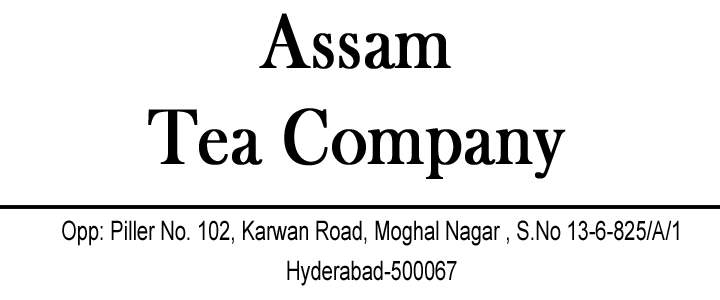 Assam
Tea Company
Opp: Piller No. 102, Karwan Road, Moghal Nagar , S.No 13-6-825/A/1
Hyderabad-500067